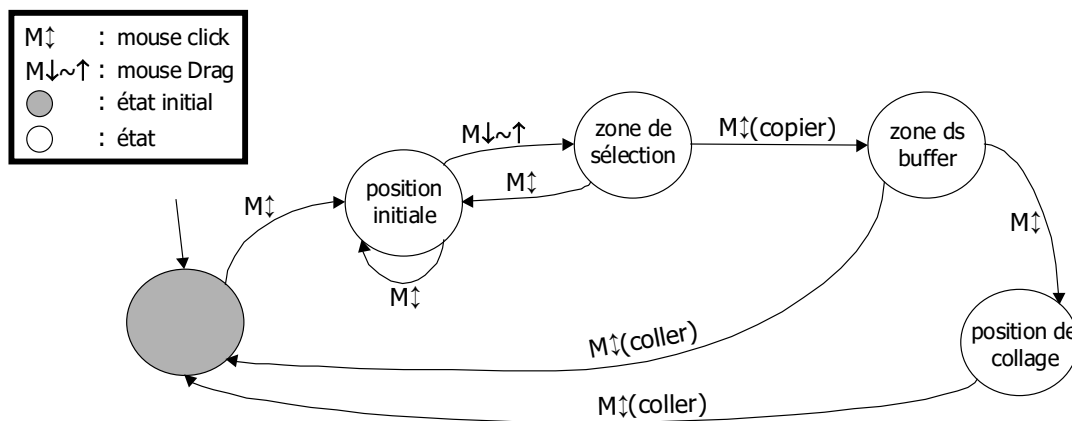 M↕ : mouse click
M↓~↑ : mouse Drag
: état initial
: état
M↕
position
initiale
M↕
M↓~↑
M↕
zone de
sélection
M↕(copier)
zone ds
buffer
M↕
M↕(coller)
position de
collage
M↕(coller)